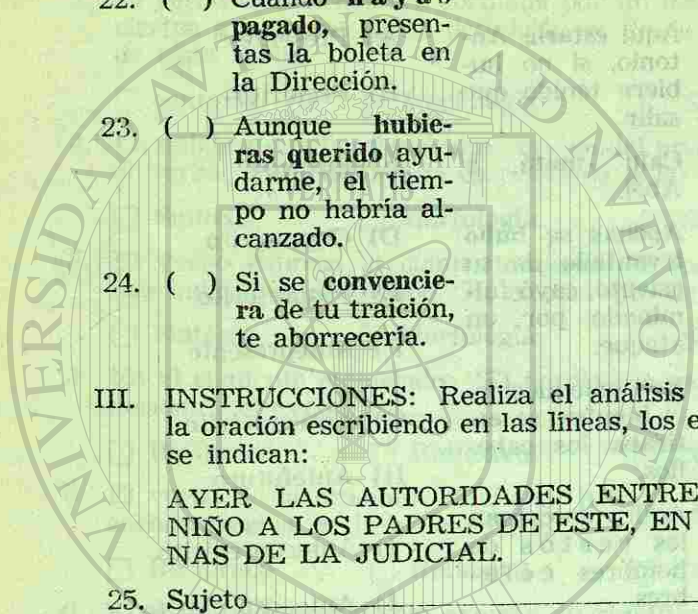 22. ( ) Cuando hayas
pagado, presen-
tas la boleta en
la Dirección.
23. ( ) Aunque hubie-
ras querido ayu-
darme, el tiem-
po no habría al-
canzado.
24. ( ) Si se convencie-
ra de tu traición,
te aborrecería.
III. INSTRUCCIONES: Realiza el análisis
la oración escribiendo en las líneas, los e
se indican:
AYER LAS AUTORIDADES ENTRE
NIÑO A LOS PADRES DE ESTE, EN
NAS DE LA JUDICIAL.
25. Sujeto